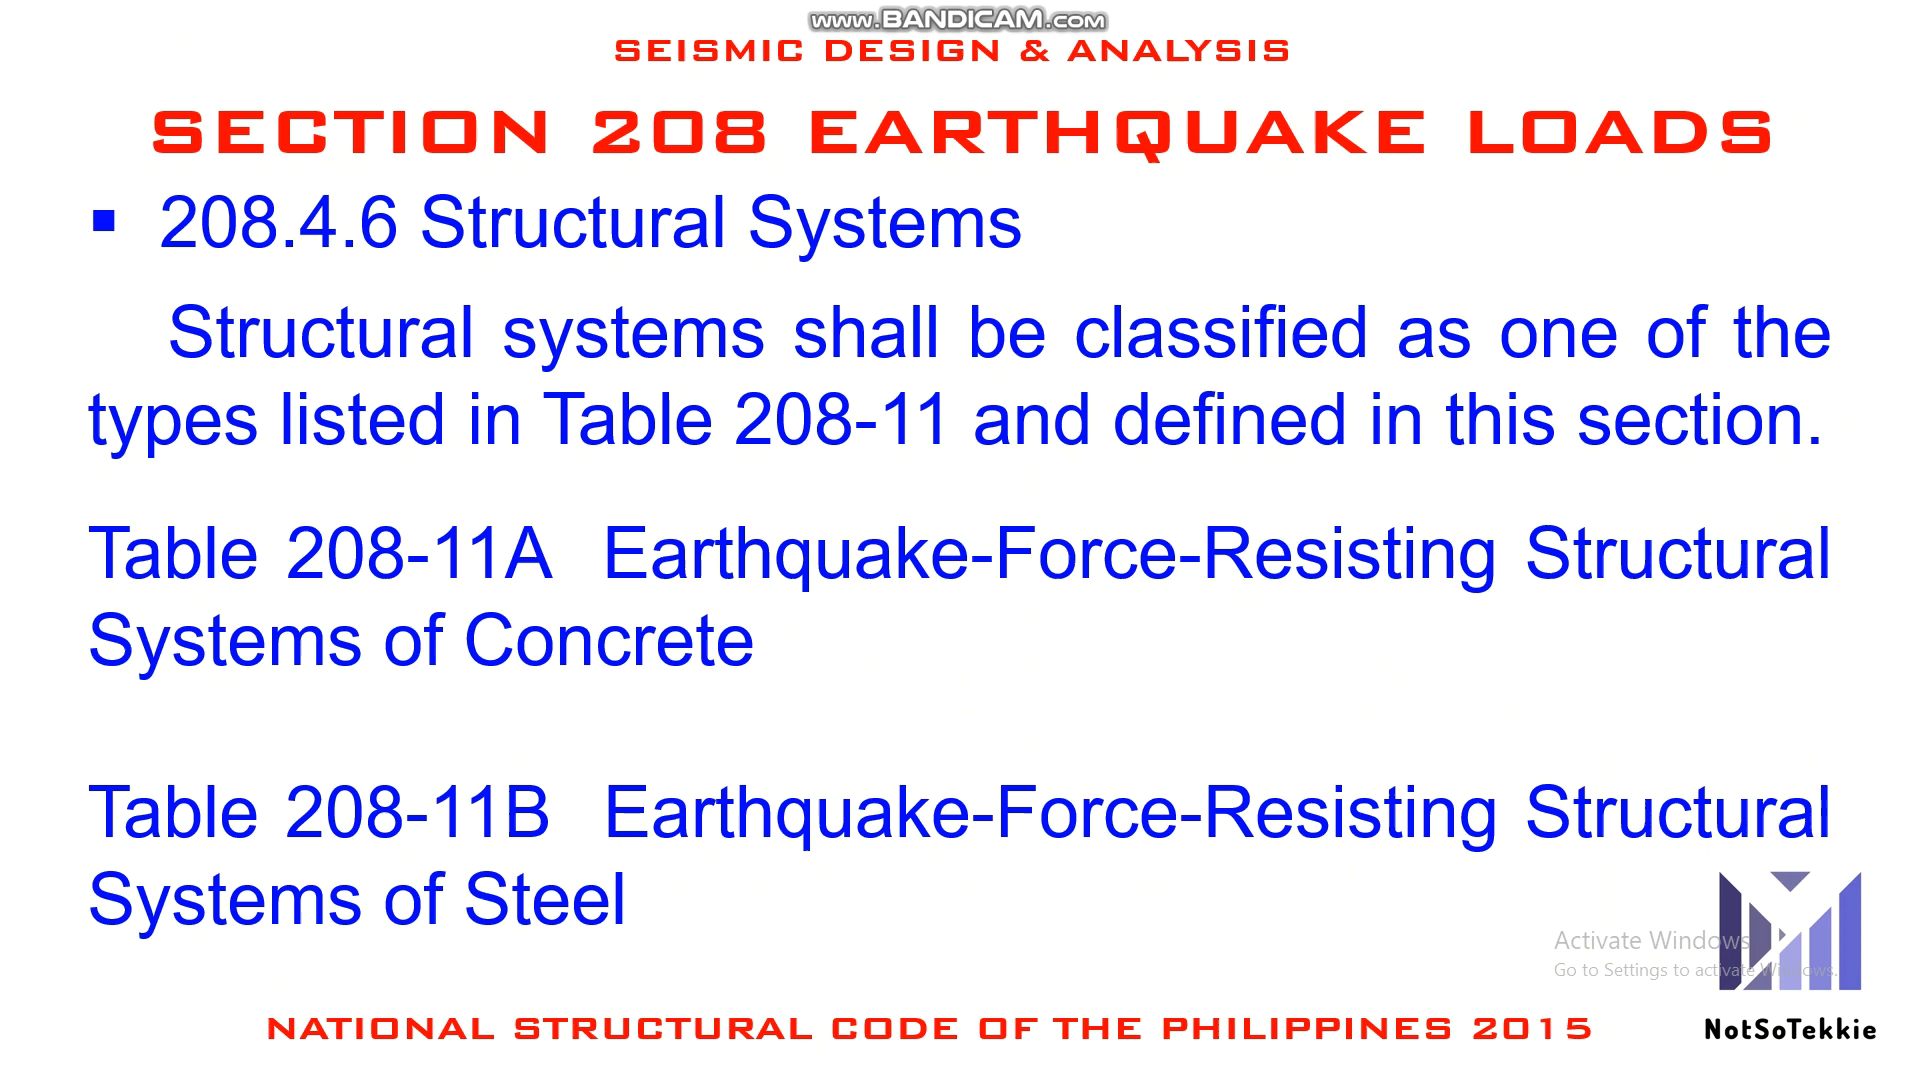 www.BANDICAM.com
SEISMIC DESIGN & ANALYSIS
SECTION 208 EARTHQUAKE LOADS
▪ 208.4.6 Structural Systems
Structural systems shall be classified as one of the
types listed in Table 208-11 and defined in this section.
Table 208-11A Earthquake-Force-Resisting Structural
Systems of Concrete
Table 208-11B Earthquake-Force-Resisting Structural
Systems of Steel
Activate Windows
Go to Settings to activate Windows.
NATIONAL STRUCTURAL CODE OF THE PHILIPPINES 2015
NotSoTekkie